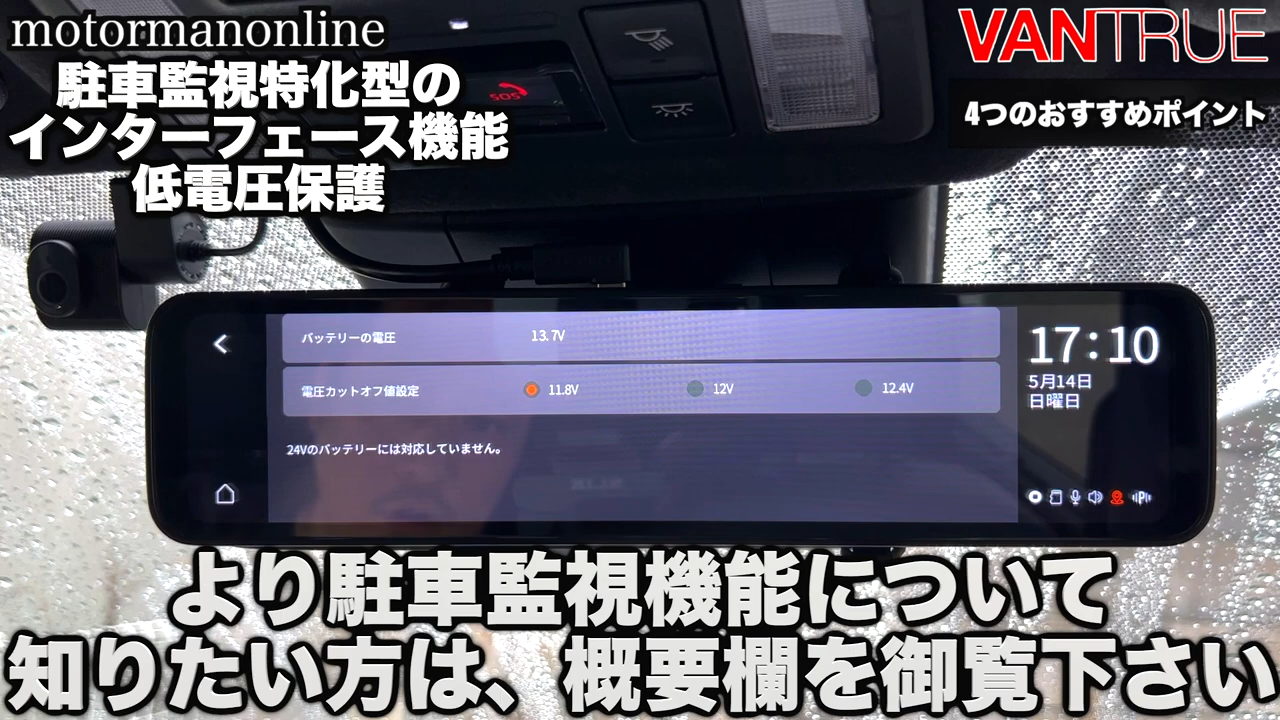 motormanonline
駐車監視特化型の
インターフェース機能
低電圧保護
VANTRUE
4つのおすすめポイント
SOS
バッテリーの電圧 13.7V
電圧カットオフ値設定 11.8V 12V 12.4V
24Vのバッテリーには対応していません。
17:10
5月14日
日曜日
より駐車監視機能について
知りたい方は、概要欄を御覧下さい